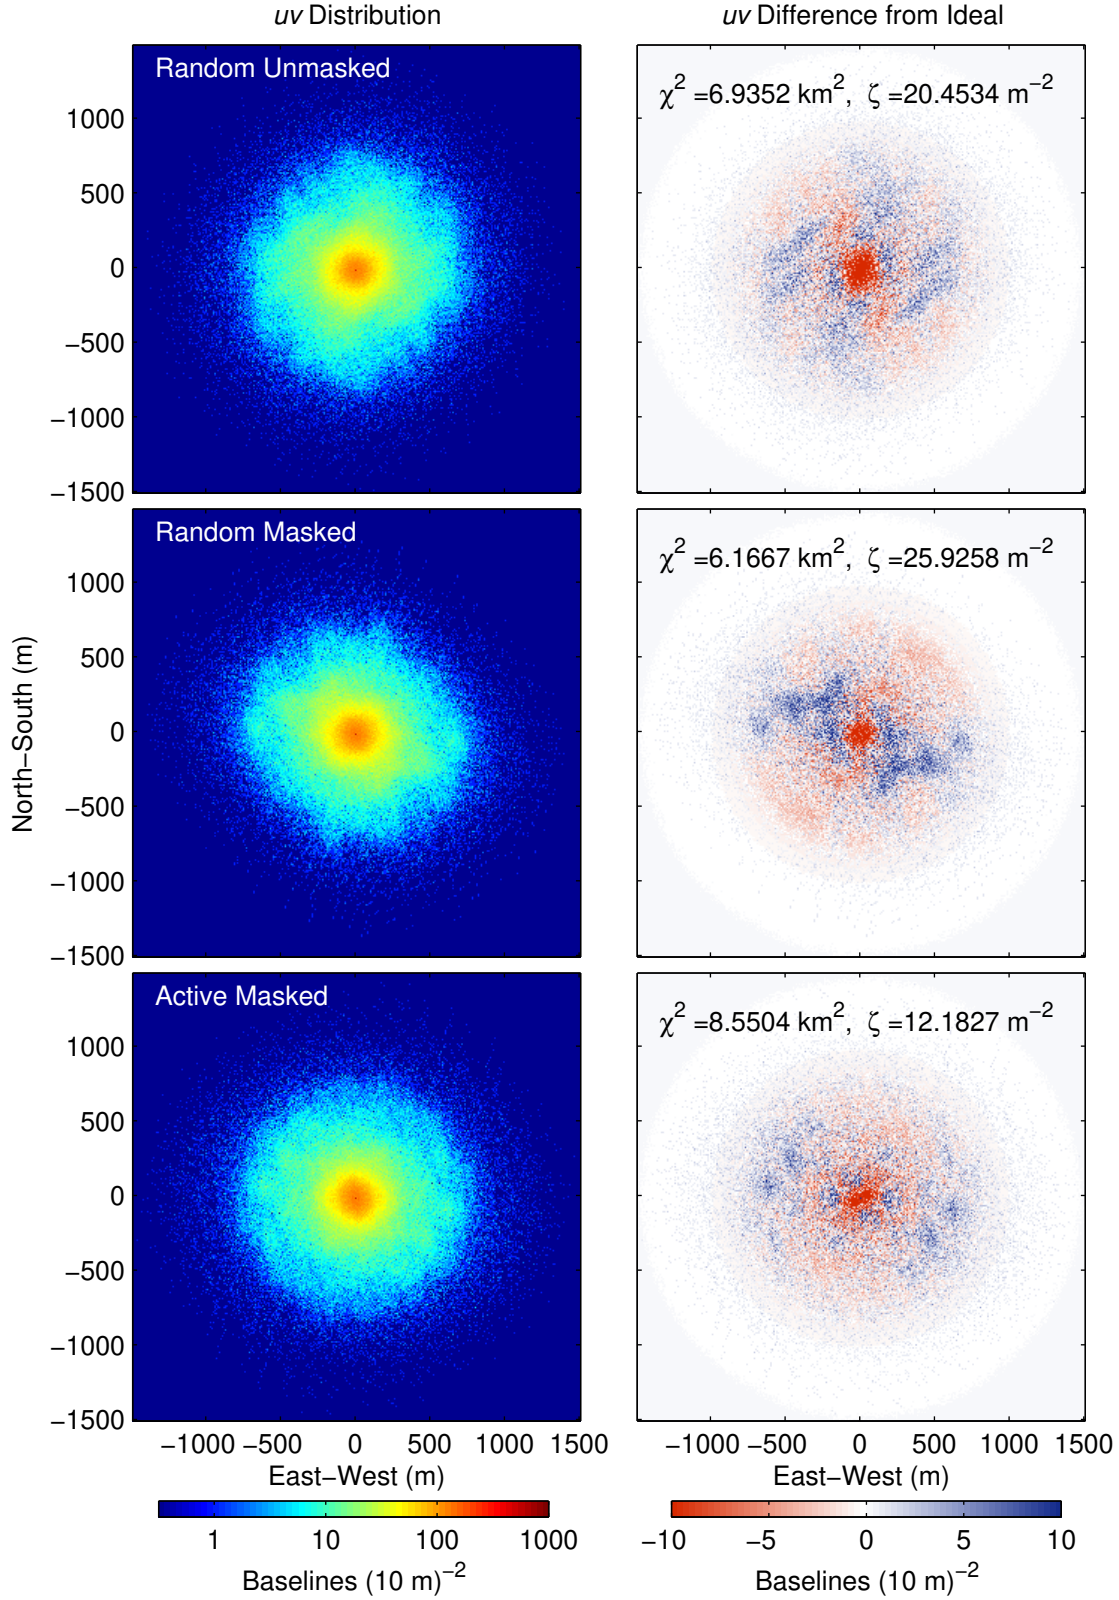 uv Distribution
uv Difference from Ideal
Random Unmasked
χ² =6.9352 km², ζ =20.4534 m⁻²
1000
500
0
−500
−1000
−1500
Random Masked
χ² =6.1667 km², ζ =25.9258 m⁻²
1000
500
0
−500
−1000
−1500
North−South (m)
Active Masked
χ² =8.5504 km², ζ =12.1827 m⁻²
1000
500
0
−500
−1000
−1500
−1000 −500 0 500 1000 1500
−1000 −500 0 500 1000 1500
East−West (m)
East−West (m)
1 10 100 1000
−10 −5 0 5 10
Baselines (10 m)⁻²
Baselines (10 m)⁻²